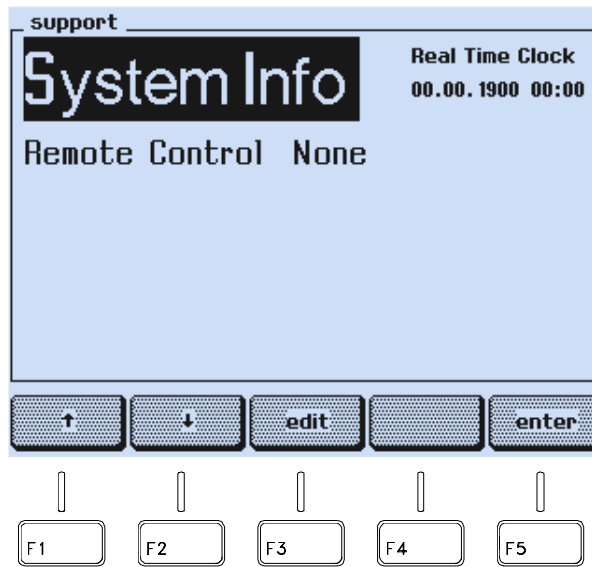 support
System Info
Real Time Clock
00.00.1900 00:00
Remote Control None
↑ ↓ edit enter
F1 F2 F3 F4 F5